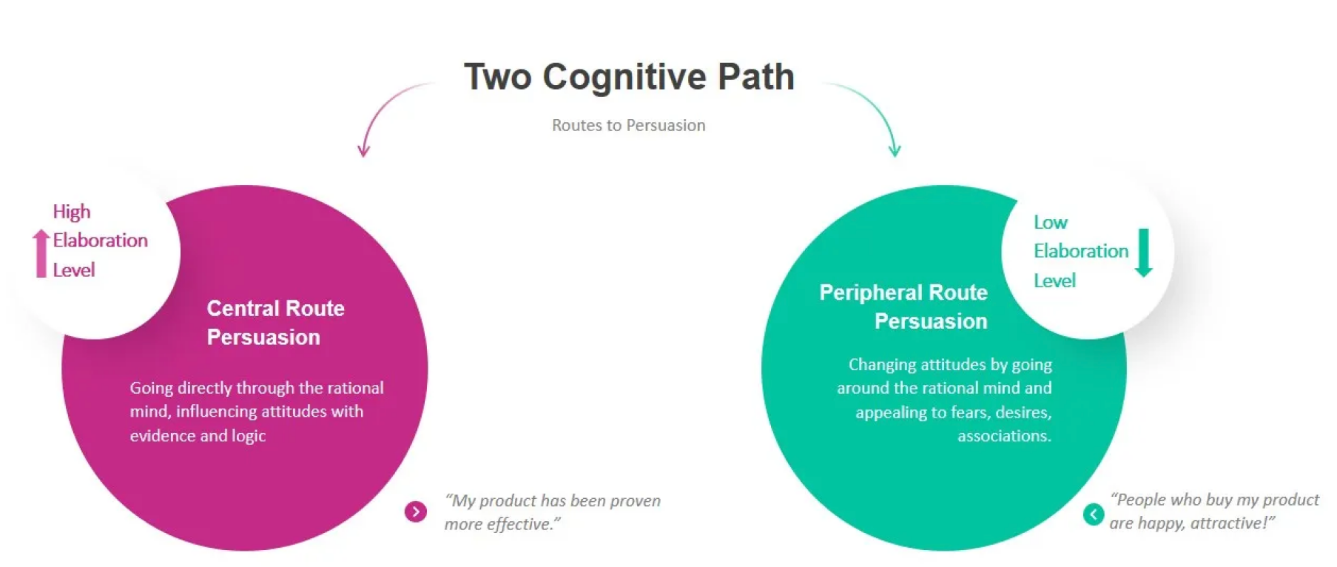 Two Cognitive Path
Routes to Persuasion
High
Elaboration
Level
Central Route
Persuasion
Going directly through the rational
mind, influencing attitudes with
evidence and logic
“My product has been proven
more effective.”
Low
Elaboration
Level
Peripheral Route
Persuasion
Changing attitudes by going
around the rational mind and
appealing to fears, desires,
associations.
“People who buy my product
are happy, attractive!”